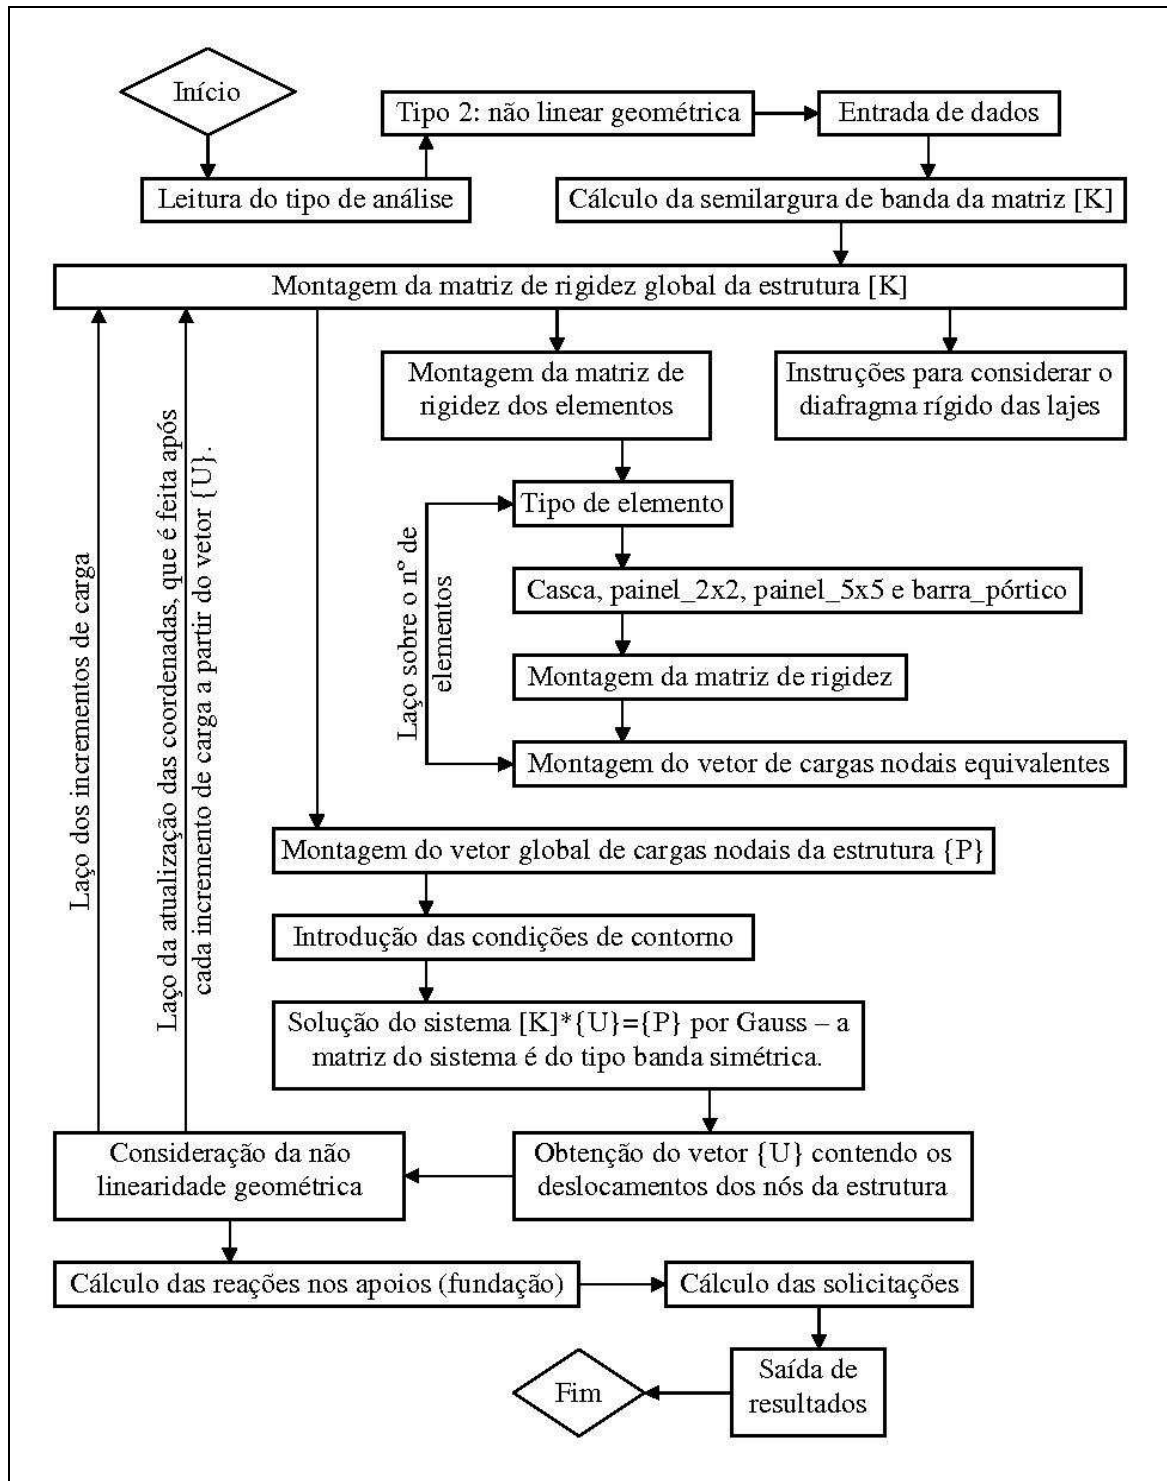 Início
Tipo 2: não linear geométrica
Entrada de dados
Leitura do tipo de análise
Cálculo da semilargura de banda da matriz [K]
Montagem da matriz de rigidez global da estrutura [K]
Montagem da matriz de
rigidez dos elementos
Instruções para considerar o
diafragma rígido das lajes
Tipo de elemento
Laço sobre o nº de
elementos
Casca, painel_2x2, painel_5x5 e barra_pórtico
Montagem da matriz de rigidez
Montagem do vetor de cargas nodais equivalentes
Laço dos incrementos de carga
Laço da atualização das coordenadas, que é feita após
cada incremento de carga a partir do vetor {U}.
Montagem do vetor global de cargas nodais da estrutura {P}
Introdução das condições de contorno
Solução do sistema [K]*{U}={P} por Gauss – a
matriz do sistema é do tipo banda simétrica.
Obtenção do vetor {U} contendo os
deslocamentos dos nós da estrutura
Consideração da não
linearidade geométrica
Cálculo das reações nos apoios (fundação)
Cálculo das solicitações
Saída de
resultados
Fim